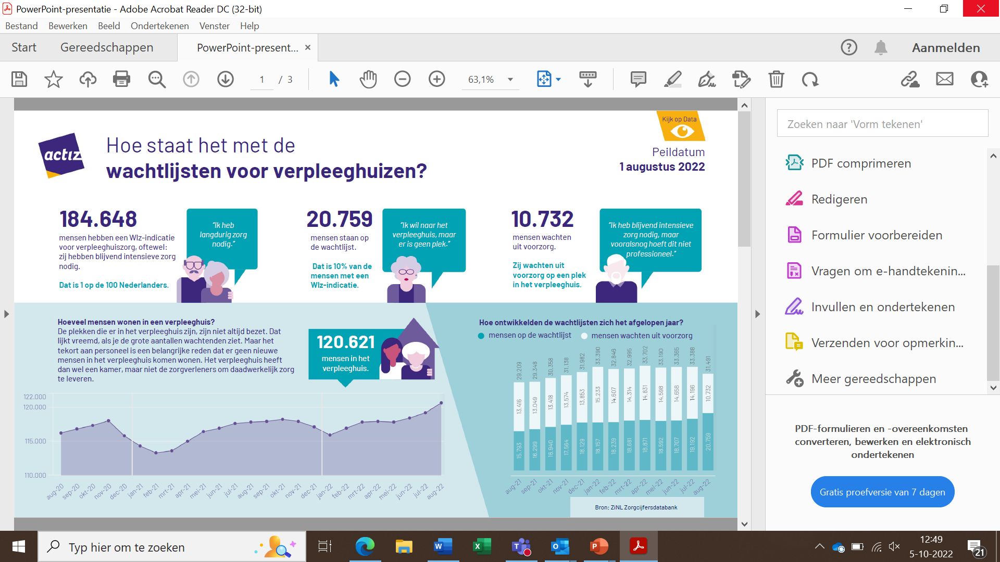 PowerPoint-presentatie - Adobe Acrobat Reader DC (32-bit)
Bestand Bewerken Beeld Ondertekenen Venster Help
Start Gereedschappen PowerPoint-present... × Aanmelden
1 / 3 63,1%
Kijk op Data
actiz
Hoe staat het met de
wachtlijsten voor verpleeghuizen?
Peildatum
1 augustus 2022
184.648
mensen hebben een Wlz-indicatie
voor verpleeghuiszorg, oftewel:
zij hebben blijvend intensieve zorg
nodig.
Dat is 1 op de 100 Nederlanders.
“Ik heb
langdurig zorg
nodig.”
20.759
mensen staan op
de wachtlijst.
Dat is 10% van de
mensen met een
Wlz-indicatie.
“Ik wil naar het
verpleeghuis, maar
er is geen plek.”
10.732
mensen wachten
uit voorzorg.
Zij wachten uit
voorzorg op een plek
in het verpleeghuis.
“Ik heb blijvend intensieve
zorg nodig, maar
vooralsnog hoeft dit niet
professioneel.”
Hoeveel mensen wonen in een verpleeghuis?
De plekken die er in het verpleeghuis zijn, zijn niet altijd bezet. Dat
lijkt vreemd, als je de grote aantallen wachtenden ziet. Maar het
tekort aan personeel is een belangrijke reden dat er geen nieuwe
mensen in het verpleeghuis komen wonen. Het verpleeghuis heeft
dan wel een kamer, maar niet de zorgverleners om daadwerkelijk zorg
te leveren.
120.621
mensen in het
verpleeghuis.
122.000
120.000
115.000
110.000
aug-20 sep-20 okt-20 nov-20 dec-20 jan-21 feb-21 mrt-21 apr-21 mei-21 jun-21 jul-21 aug-21 sep-21 okt-21 nov-21 dec-21 jan-22 feb-22 mrt-22 apr-22 mei-22 jun-22 jul-22 aug-22
Hoe ontwikkelden de wachtlijsten zich het afgelopen jaar?
mensen op de wachtlijst mensen wachten uit voorzorg
29.209 29.348 30.358 31.138 31.982 33.390 32.846 32.995 33.702 33.190 33.365 33.388 31.491
13.416 13.049 13.418 13.574 13.853 15.233 14.607 14.314 14.831 14.598 14.658 14.196 10.732
15.793 16.299 16.940 17.564 18.129 18.157 18.239 18.681 18.871 18.592 18.707 19.192 20.759
aug-21 sep-21 okt-21 nov-21 dec-21 jan-22 feb-22 mrt-22 apr-22 mei-22 jun-22 jul-22 aug-22
Bron: ZiNL Zorgcijfersdatabank
Zoeken naar 'Vorm tekenen'
PDF comprimeren
Redigeren
Formulier voorbereiden
Vragen om e-handtekenin...
Invullen en ondertekenen
Verzenden voor opmerkin...
Meer gereedschappen
PDF-formulieren en -overeenkomsten
converteren, bewerken en elektronisch
ondertekenen
Gratis proefversie van 7 dagen
Typ hier om te zoeken
12:49
5-10-2022
21